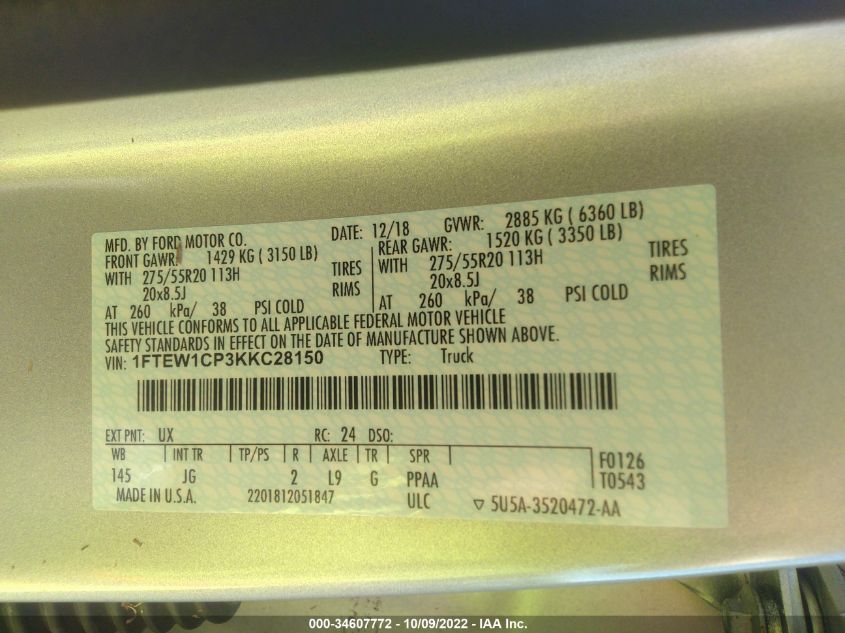 MFD. BY FORD MOTOR CO. DATE: 12/18 GVWR: 2885 KG ( 6360 LB)
FRONT GAWR: 1429 KG ( 3150 LB) REAR GAWR: 1520 KG ( 3350 LB)
WITH 275/55R20 113H TIRES WITH 275/55R20 113H TIRES
20x8.5J RIMS 20x8.5J RIMS
AT 260 kPa/ 38 PSI COLD AT 260 kPa/ 38 PSI COLD
THIS VEHICLE CONFORMS TO ALL APPLICABLE FEDERAL MOTOR VEHICLE
SAFETY STANDARDS IN EFFECT ON THE DATE OF MANUFACTURE SHOWN ABOVE.
VIN: 1FTEW1CP3KKC28150 TYPE: Truck
EXT PNT: UX RC: 24 DSO:
WB INT TR TP/PS R AXLE TR SPR F0126
145 JG 2 L9 G PPAA T0543
MADE IN U.S.A. 2201812051847 ULC ▽ 5U5A-3520472-AA
000-34607772 - 10/09/2022 - IAA Inc.